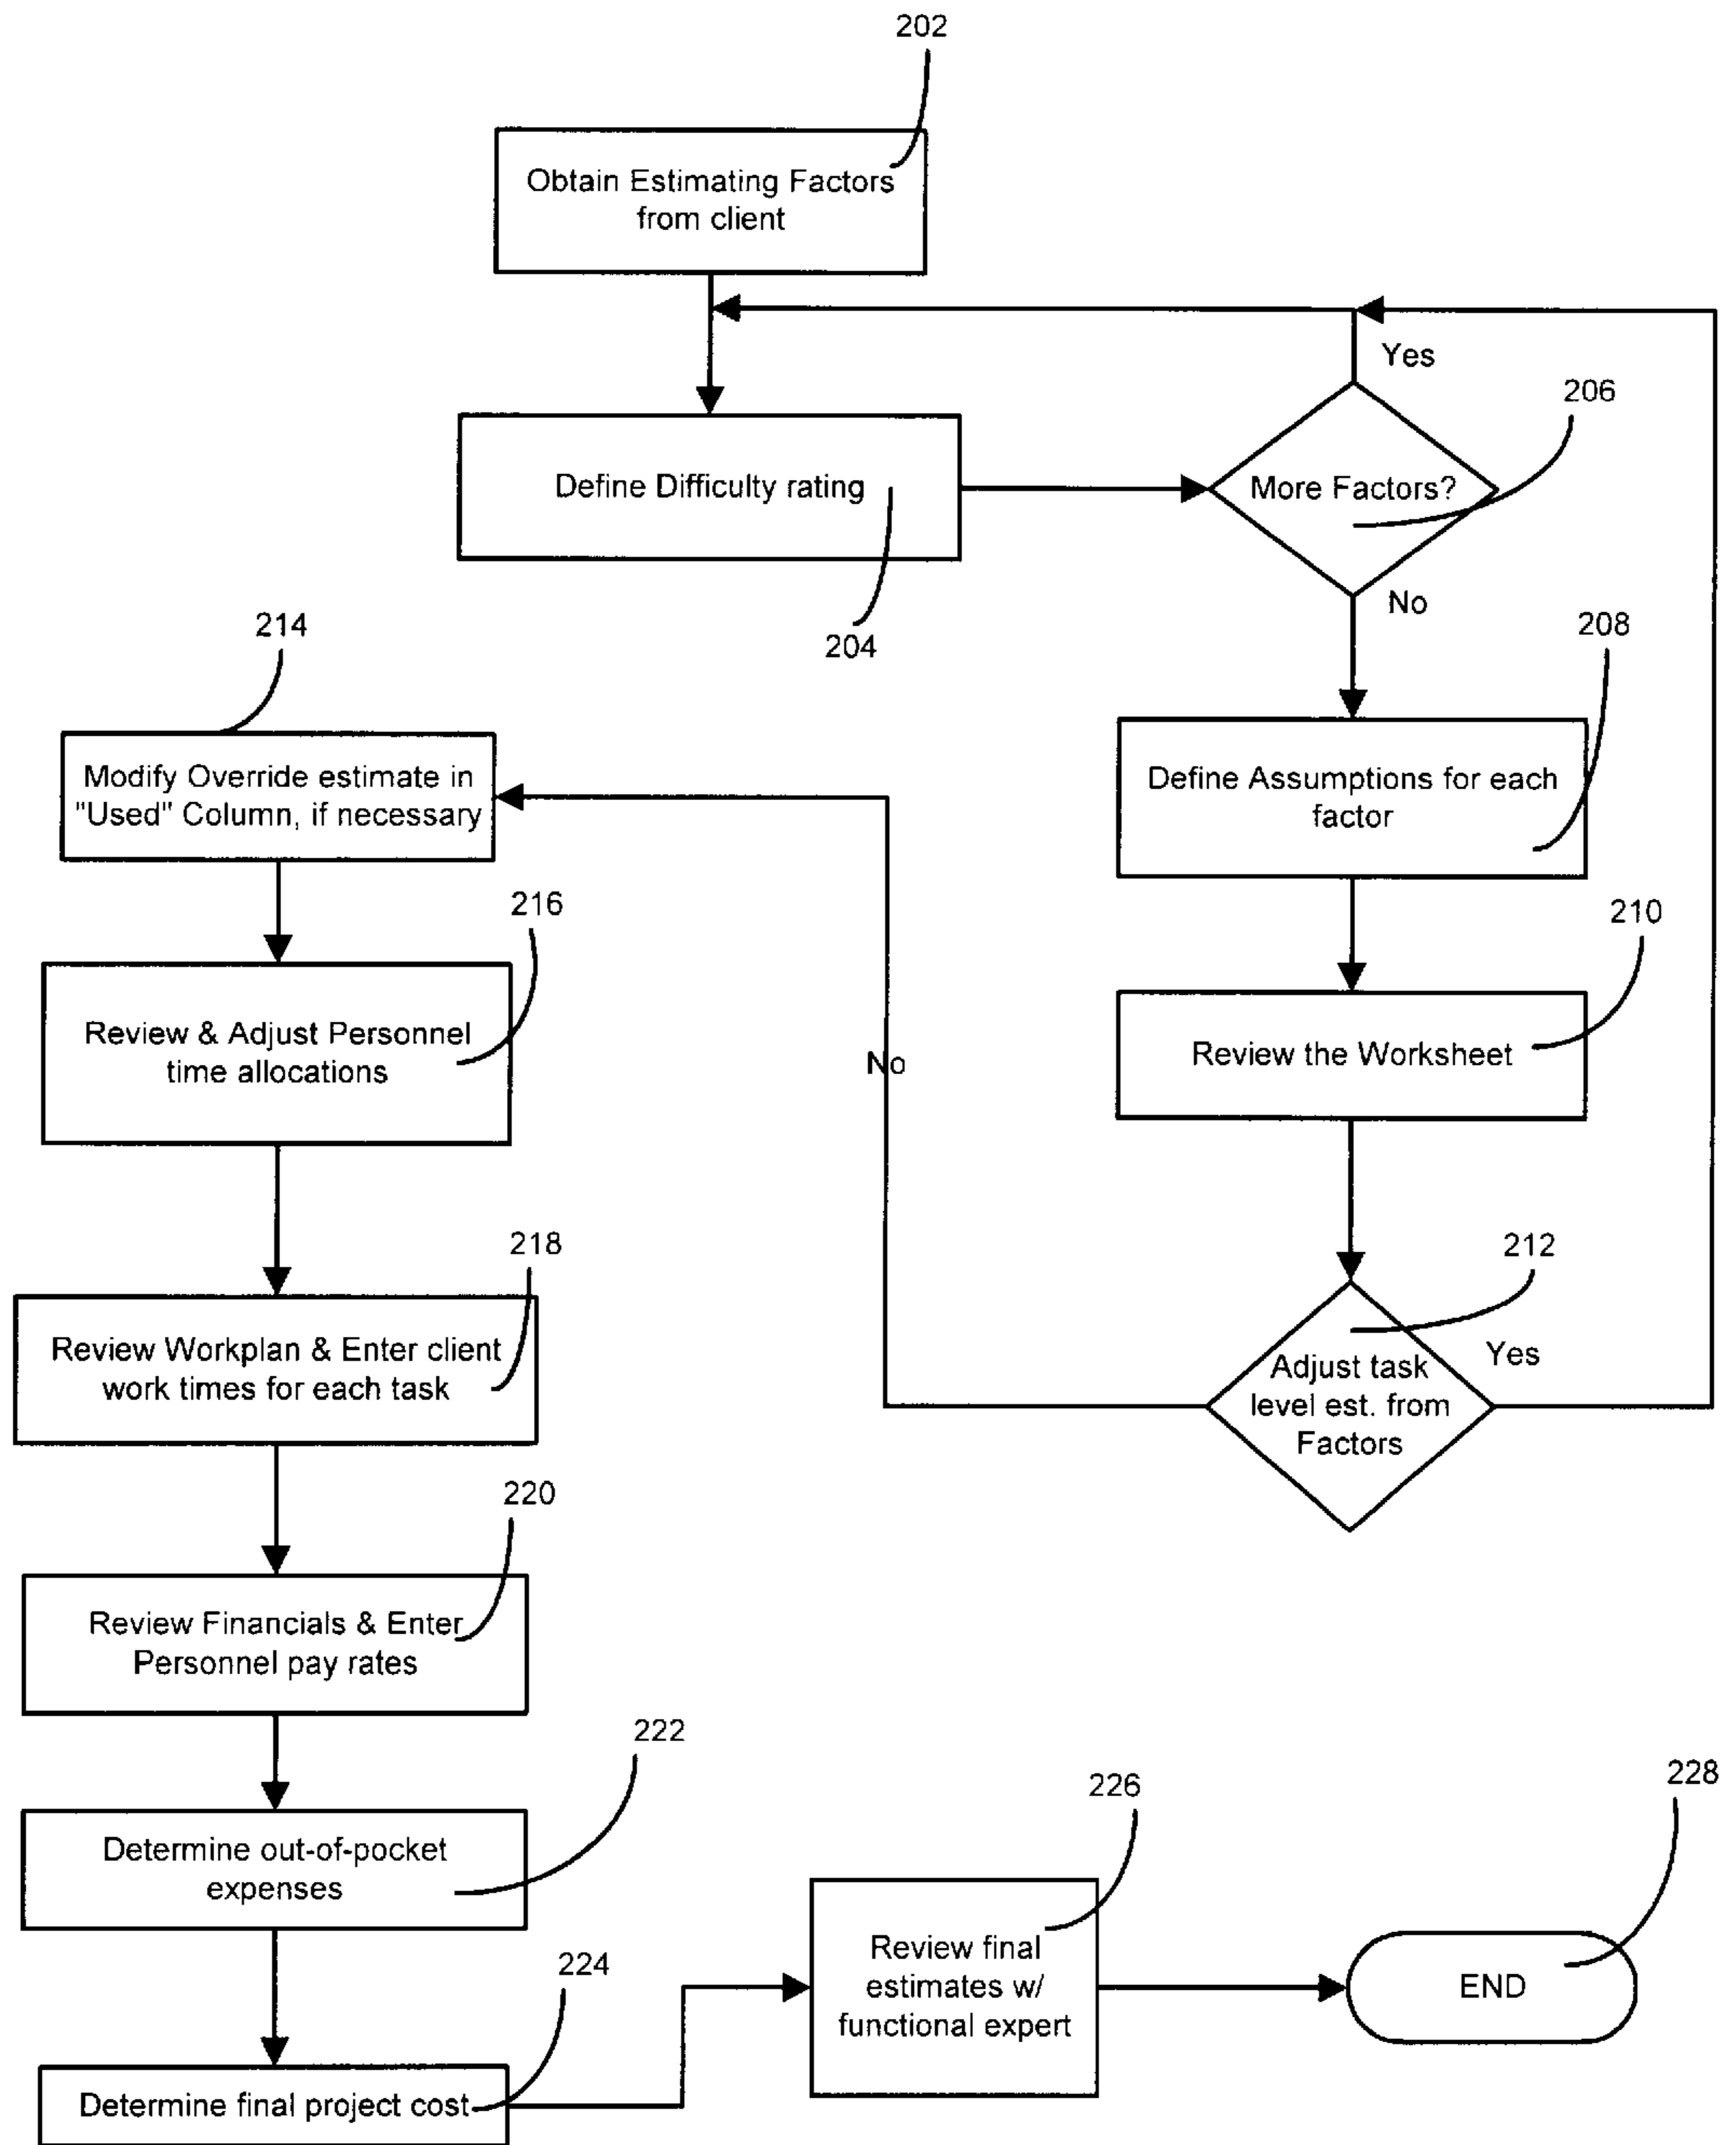 202
Obtain Estimating Factors
from client
Yes
206
More Factors?
Define Difficulty rating
204
No
208
214
Modify Override estimate in
"Used" Column, if necessary
Define Assumptions for each
factor
216
210
Review & Adjust Personnel
time allocations
No
Review the Worksheet
218
212
Review Workplan & Enter client
work times for each task
Yes
Adjust task
level est. from
Factors
220
Review Financials & Enter
Personnel pay rates
222
Determine out-of-pocket
expenses
226
228
224
Review final
estimates w/
functional expert
END
Determine final project cost